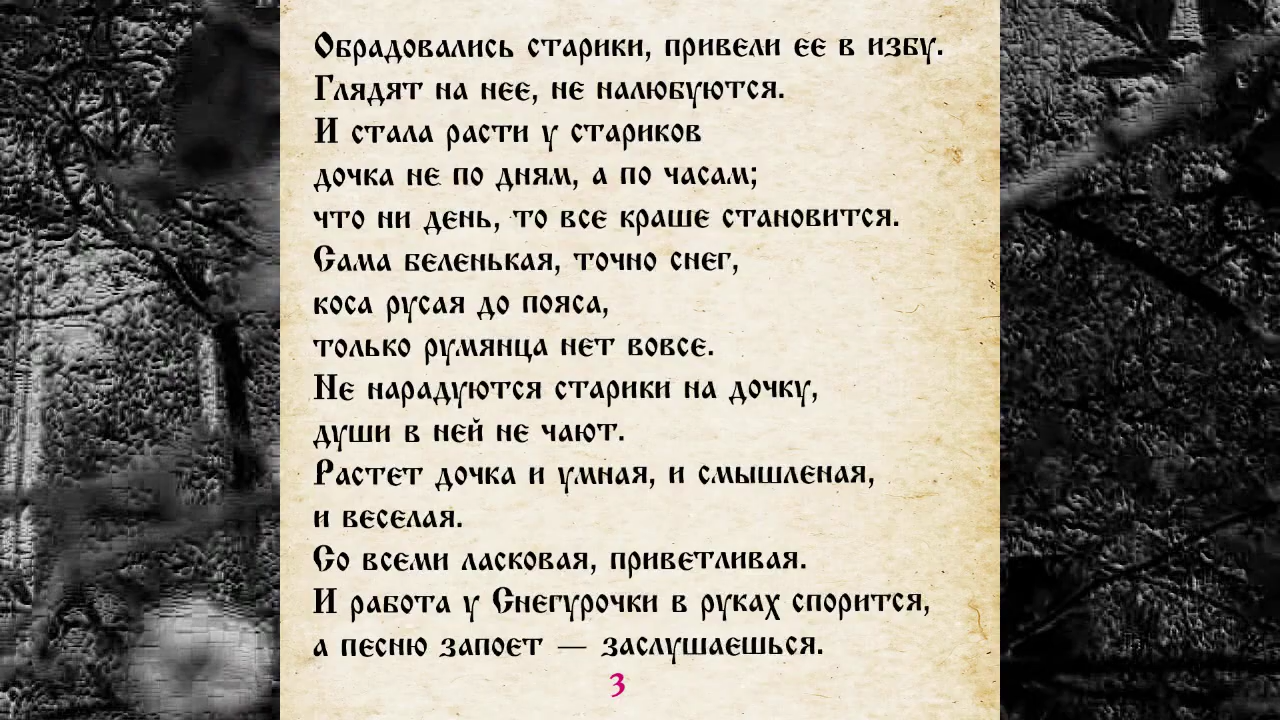 Обрадовались старики, привели ее в избу.
Глядят на нее, не налюбуются.
И стала расти у стариков
дочка не по дням, а по часам;
что ни день, то все краше становится.
Сама беленькая, точно снег,
коса русая до пояса,
только румянца нет вовсе.
Не нарадуются старики на дочку,
души в ней не чают.
Растет дочка и умная, и смышленая,
и веселая.
Со всеми ласковая, приветливая.
И работа у Снегурочки в руках спорится,
а песню запоет — заслушаешься.
3